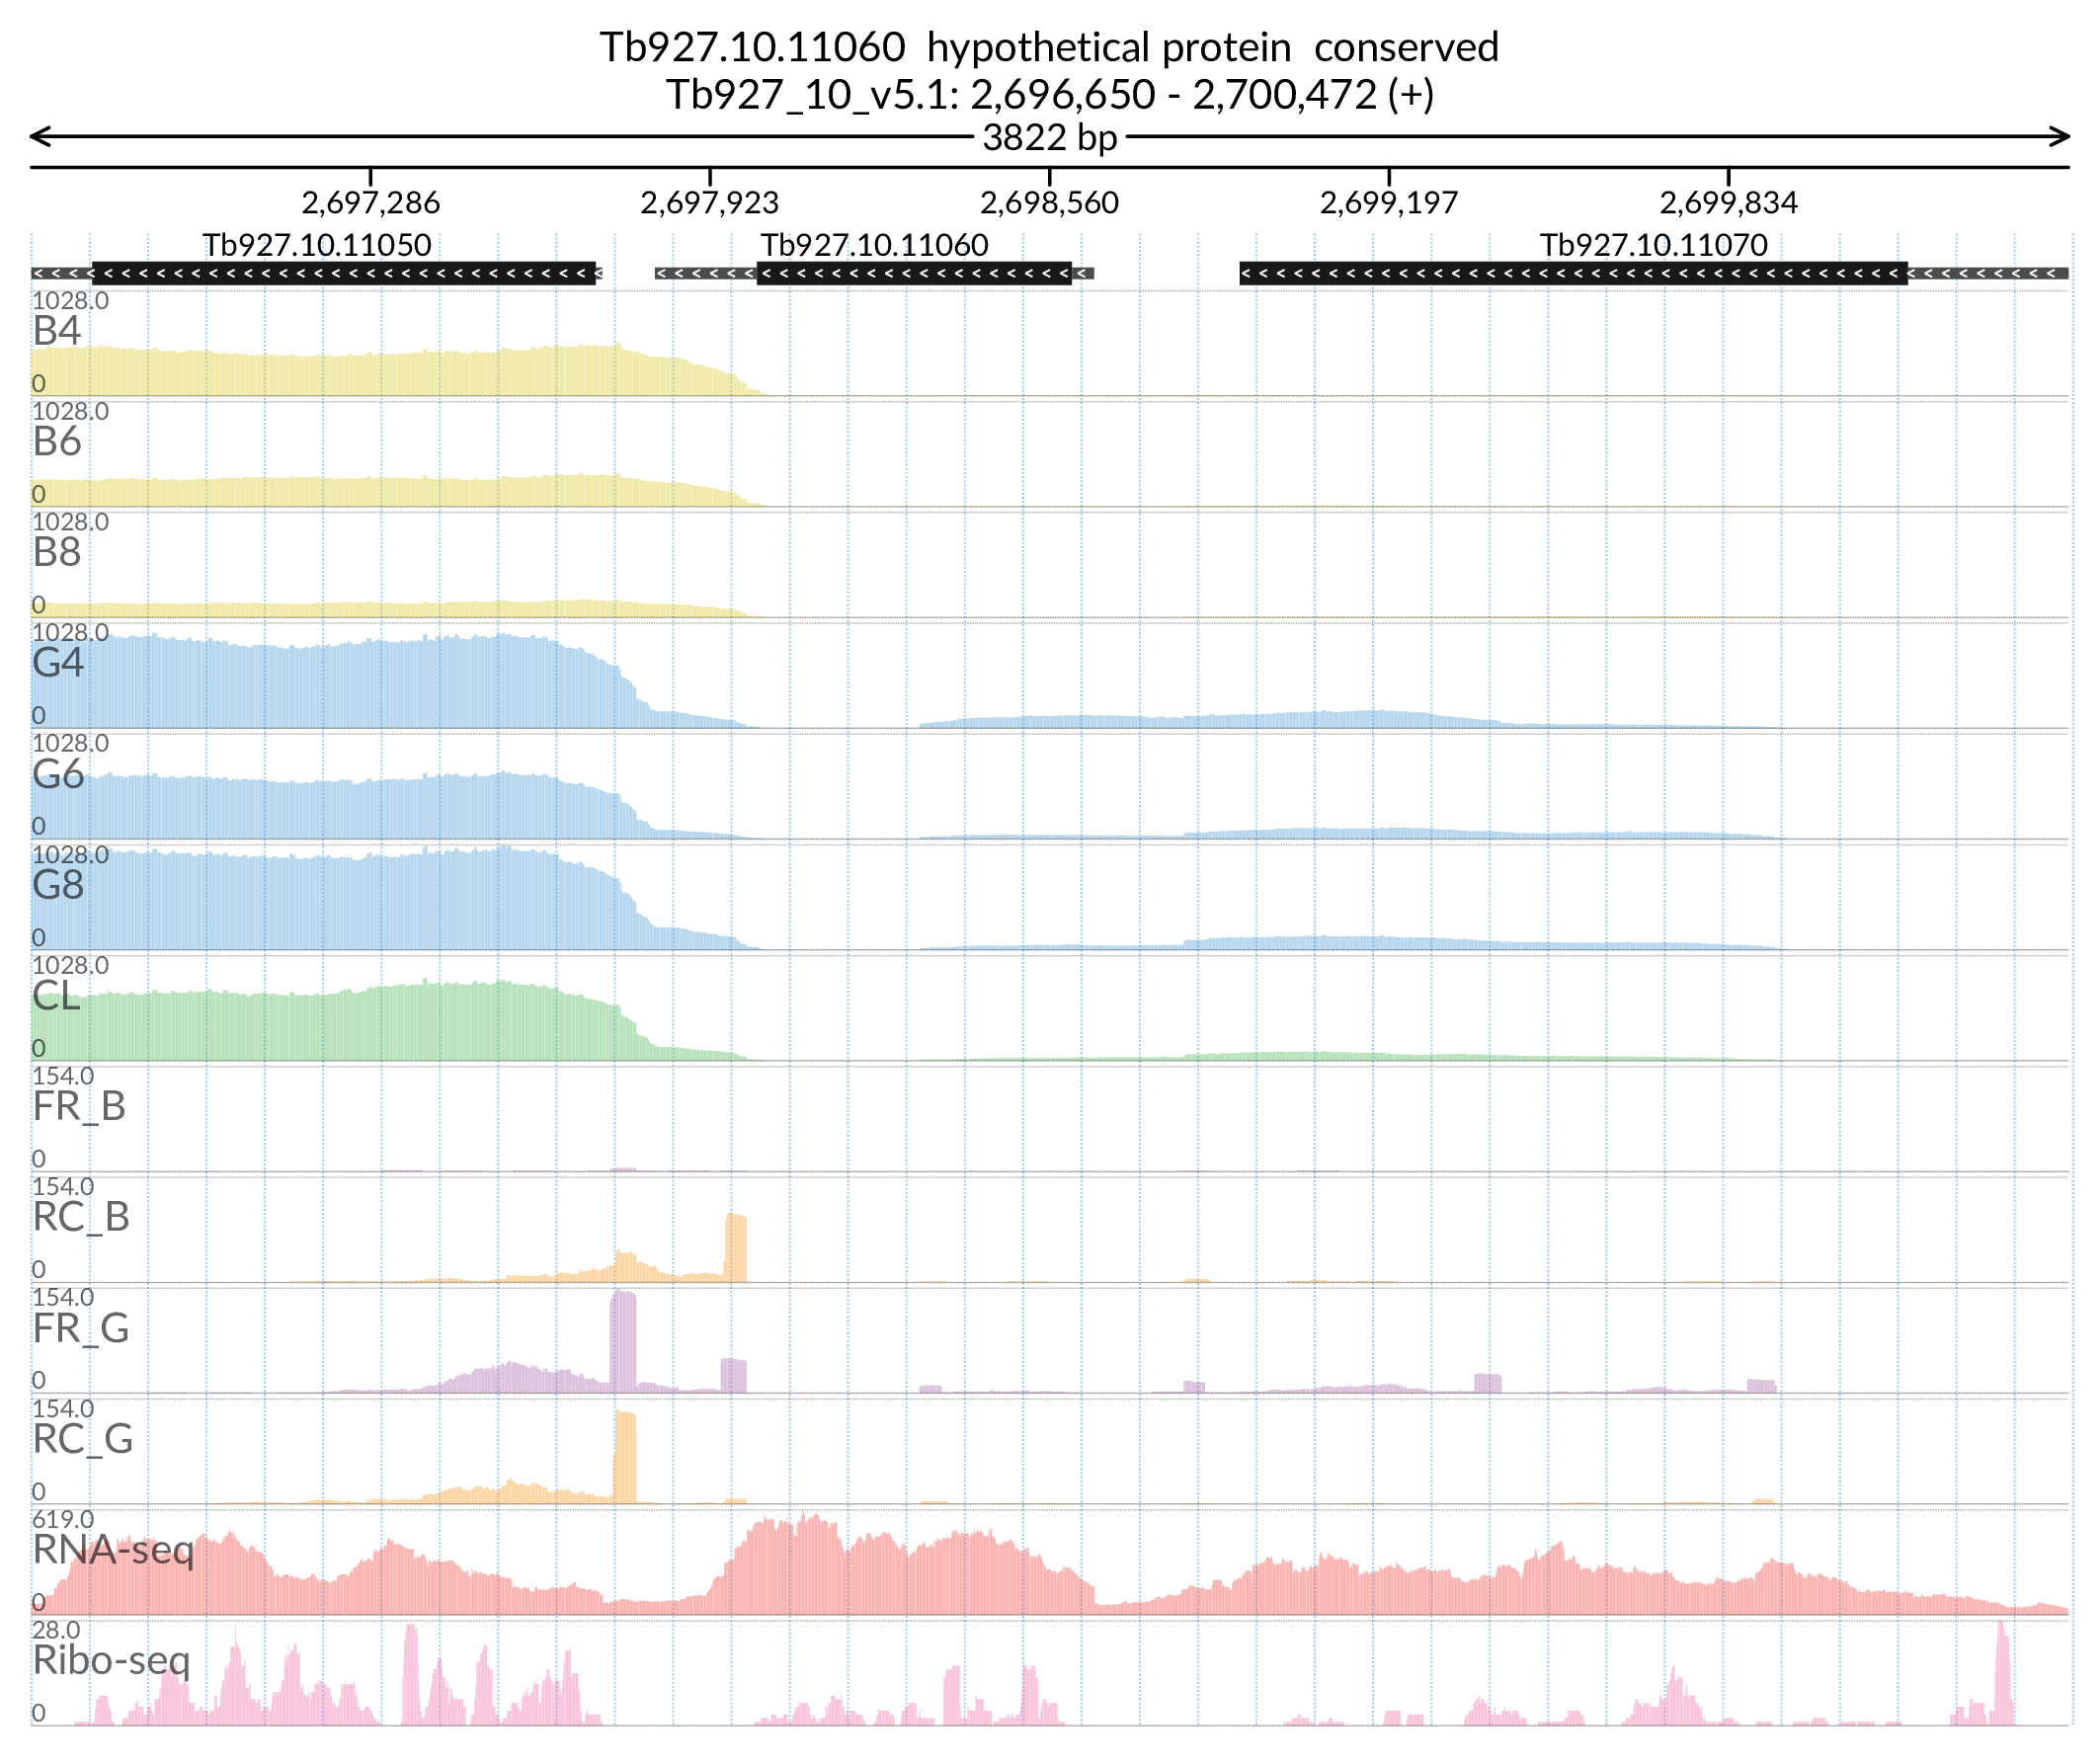 Tb927.10.11060 hypothetical protein conserved
Tb927_10_v5.1: 2,696,650 - 2,700,472 (+)
3822 bp
2,697,286 2,697,923 2,698,560 2,699,197 2,699,834
Tb927.10.11050 Tb927.10.11060 Tb927.10.11070
1028.0
B4
0
1028.0
B6
0
1028.0
B8
0
1028.0
G4
0
1028.0
G6
0
1028.0
G8
0
1028.0
CL
0
154.0
FR_B
0
154.0
RC_B
0
154.0
FR_G
0
154.0
RC_G
0
619.0
RNA-seq
0
28.0
Ribo-seq
0